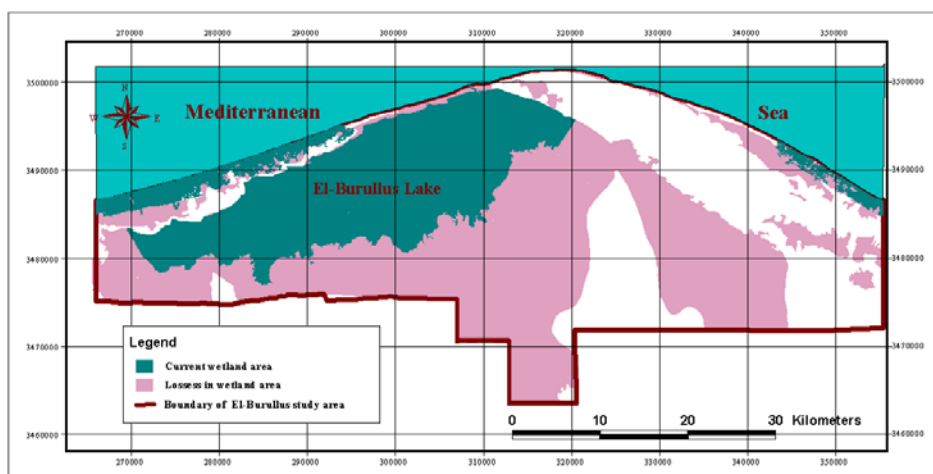 270000 280000 290000 300000 310000 320000 330000 340000 350000
3500000 3500000
N
W E
S
Mediterranean Sea
3490000 3490000
El-Burullus Lake
3480000 3480000
Legend
Current wetland area
Lossess in wetland area
Boundary of El-Burullus study area
3470000 3470000
0 10 20 30 Kilometers
3460000 3460000
270000 280000 290000 300000 310000 320000 330000 340000 350000